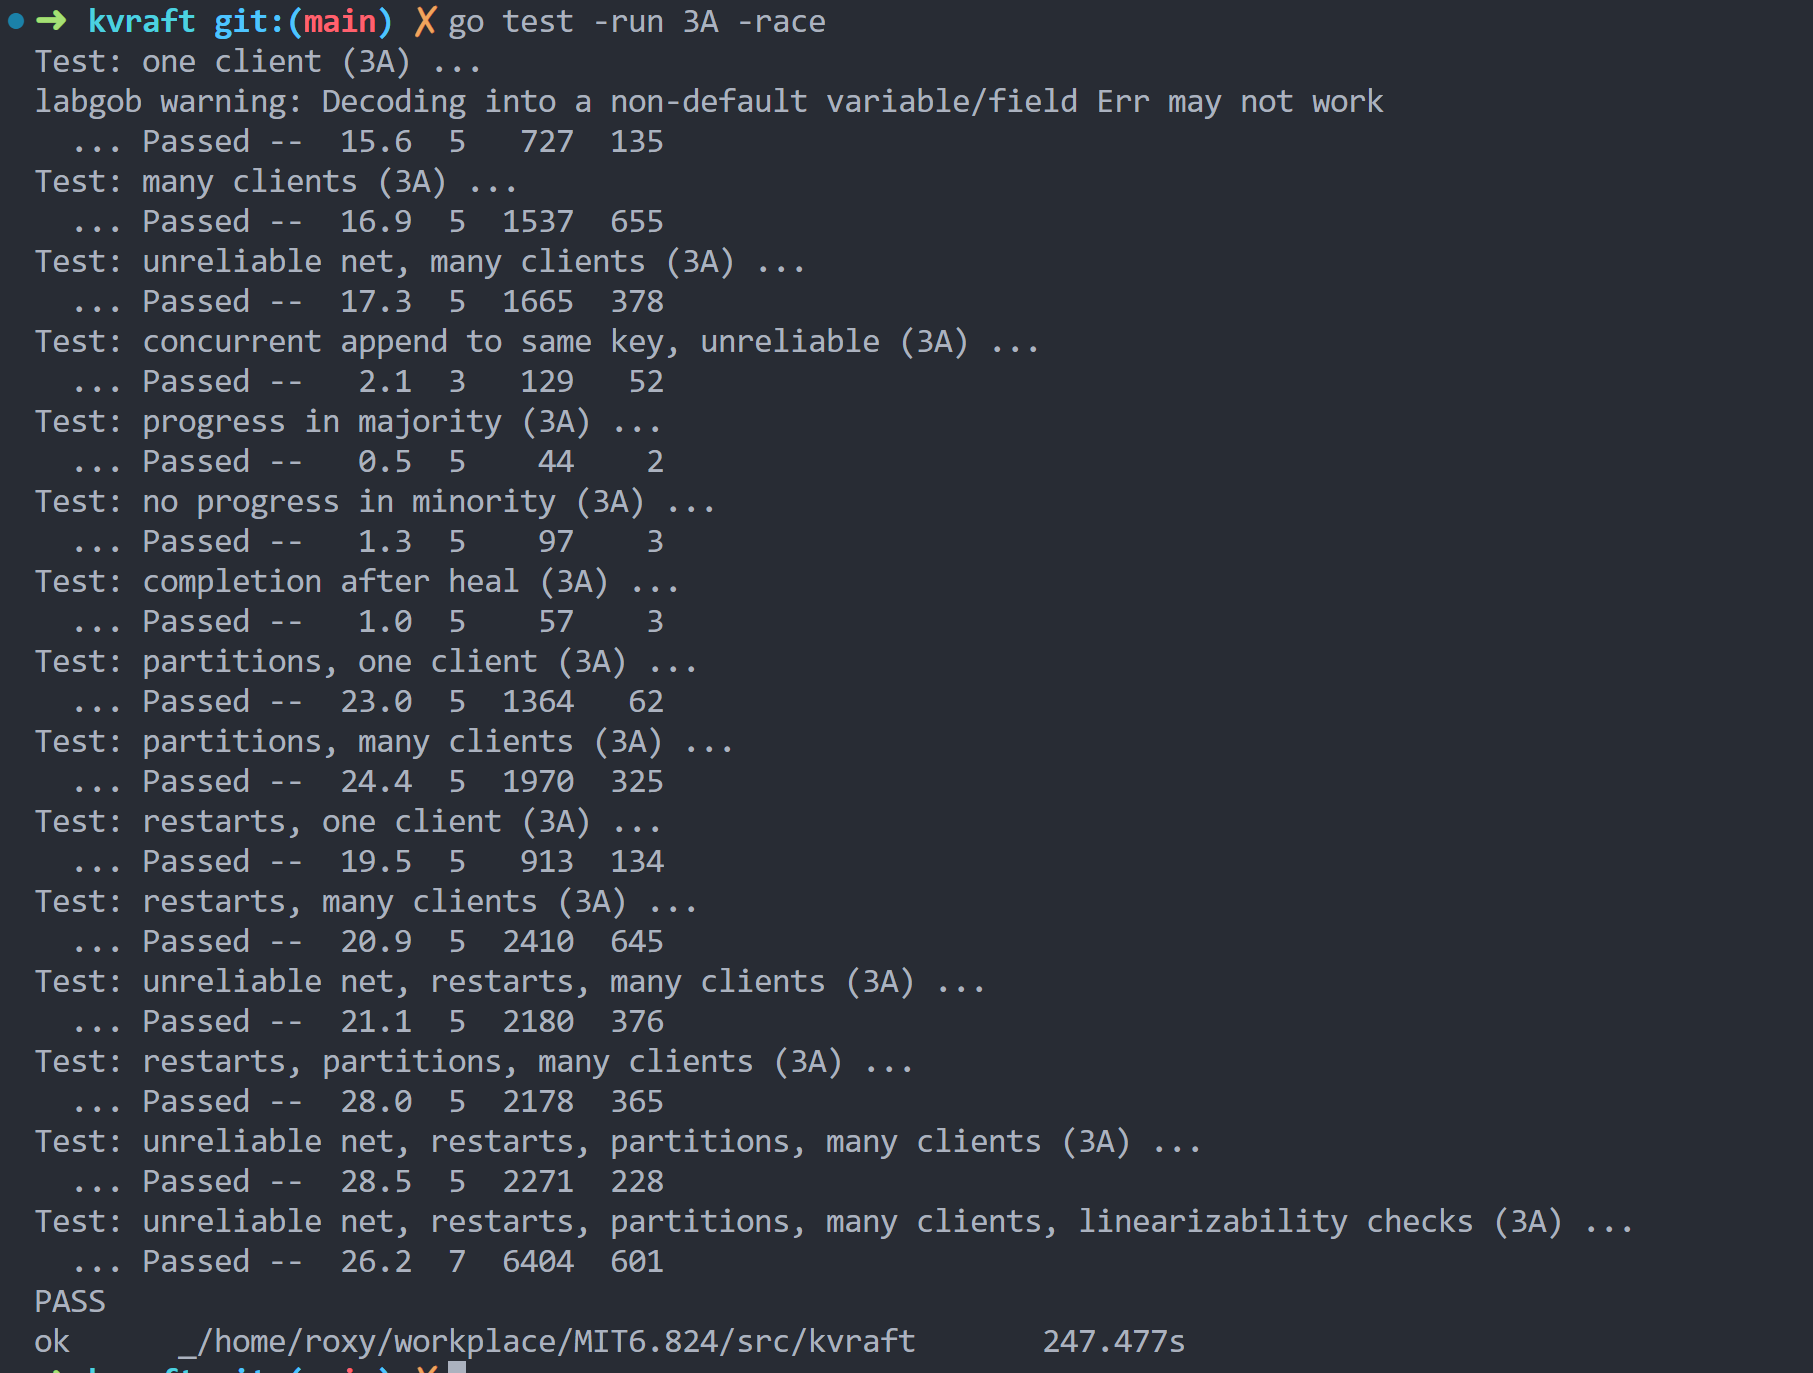 ➜ kvraft git:(main) ✗ go test -run 3A -race
Test: one client (3A) ...
labgob warning: Decoding into a non-default variable/field Err may not work
  ... Passed --  15.6  5   727  135
Test: many clients (3A) ...
  ... Passed --  16.9  5  1537  655
Test: unreliable net, many clients (3A) ...
  ... Passed --  17.3  5  1665  378
Test: concurrent append to same key, unreliable (3A) ...
  ... Passed --   2.1  3   129   52
Test: progress in majority (3A) ...
  ... Passed --   0.5  5    44    2
Test: no progress in minority (3A) ...
  ... Passed --   1.3  5    97    3
Test: completion after heal (3A) ...
  ... Passed --   1.0  5    57    3
Test: partitions, one client (3A) ...
  ... Passed --  23.0  5  1364   62
Test: partitions, many clients (3A) ...
  ... Passed --  24.4  5  1970  325
Test: restarts, one client (3A) ...
  ... Passed --  19.5  5   913  134
Test: restarts, many clients (3A) ...
  ... Passed --  20.9  5  2410  645
Test: unreliable net, restarts, many clients (3A) ...
  ... Passed --  21.1  5  2180  376
Test: restarts, partitions, many clients (3A) ...
  ... Passed --  28.0  5  2178  365
Test: unreliable net, restarts, partitions, many clients (3A) ...
  ... Passed --  28.5  5  2271  228
Test: unreliable net, restarts, partitions, many clients, linearizability checks (3A) ...
  ... Passed --  26.2  7  6404  601
PASS
ok      _/home/roxy/workplace/MIT6.824/src/kvraft       247.477s